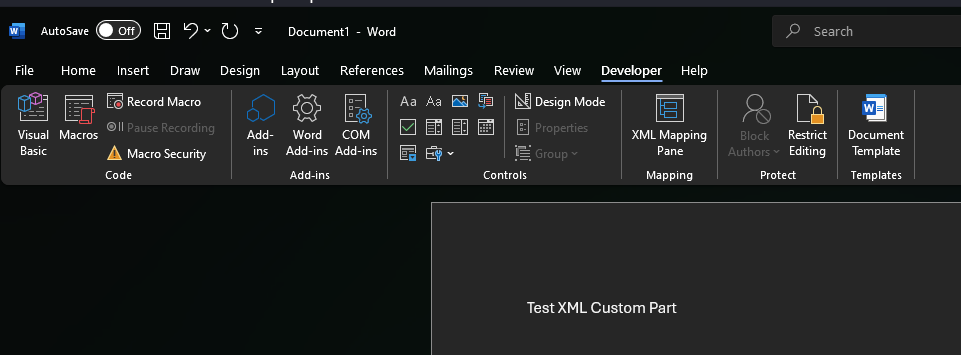 AutoSave Off Document1 - Word Search
File Home Insert Draw Design Layout References Mailings Review View Developer Help
Visual Basic
Macros
Record Macro
Pause Recording
Macro Security
Code
Add-ins
Word Add-ins
COM Add-ins
Add-ins
Aa Aa
Design Mode
Properties
Group
Controls
XML Mapping Pane
Mapping
Block Authors
Restrict Editing
Protect
Document Template
Templates
Test XML Custom Part